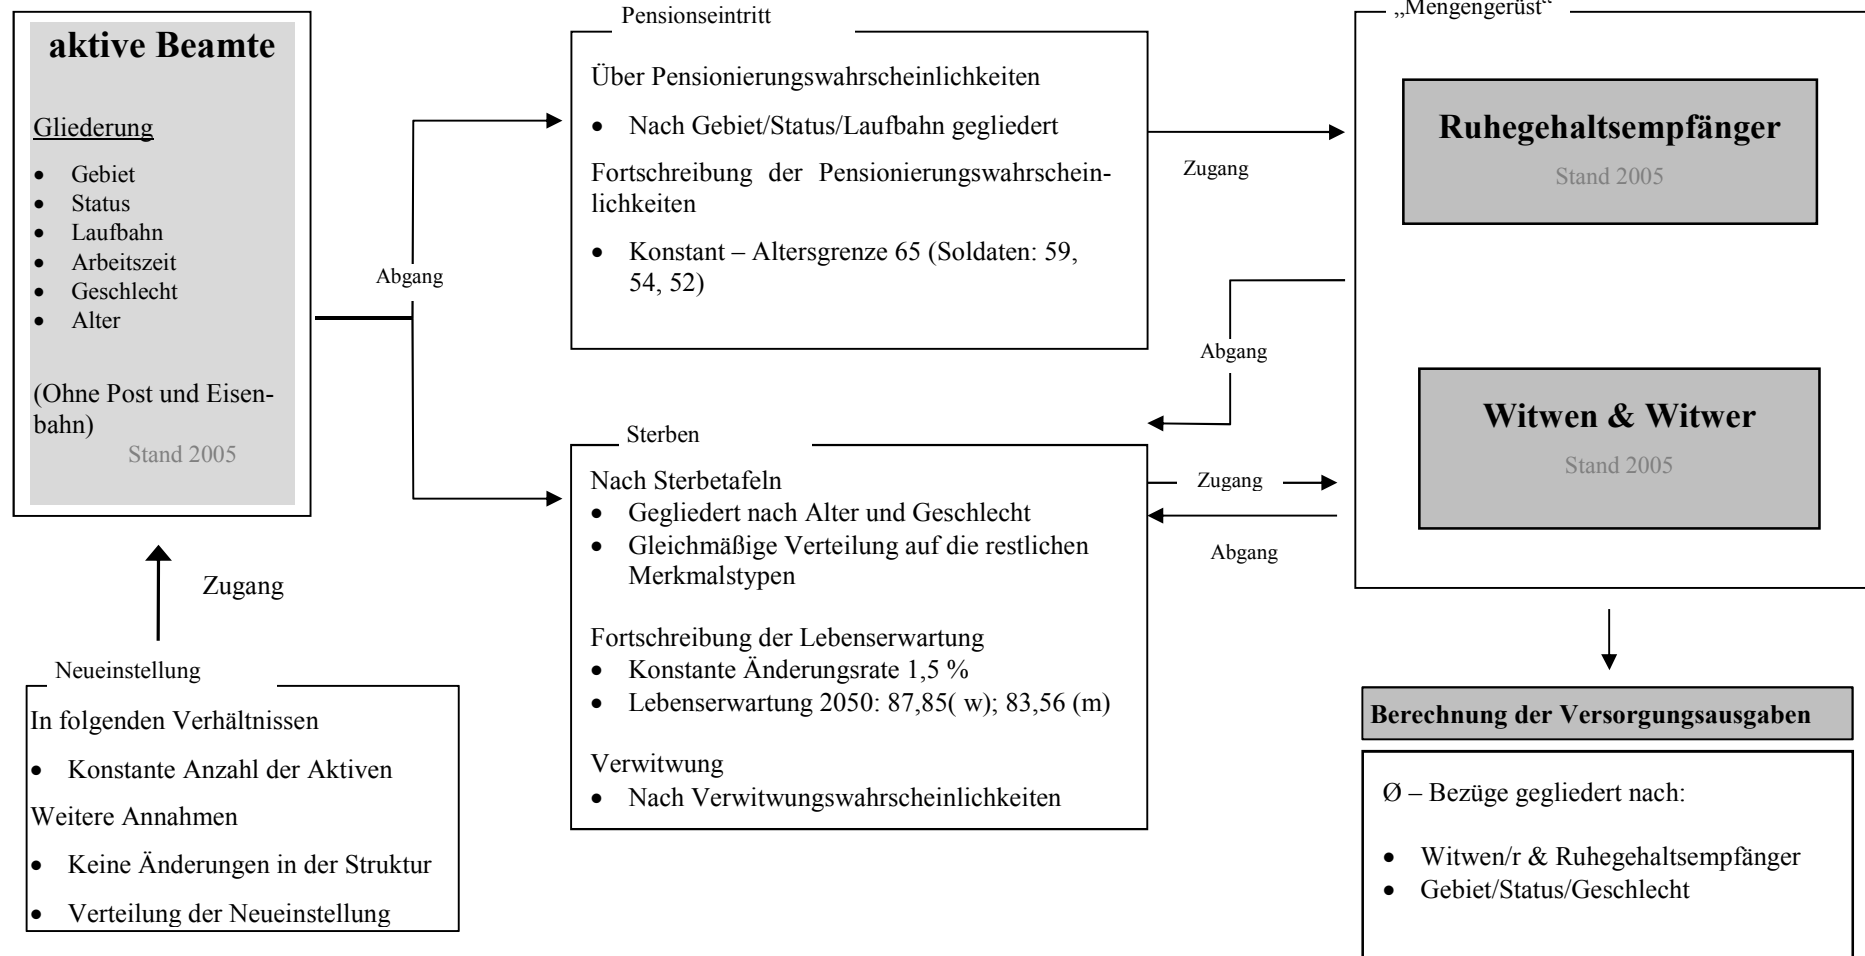 aktive Beamte
Gliederung
• Gebiet
• Status
• Laufbahn
• Arbeitszeit
• Geschlecht
• Alter
(Ohne Post und Eisen-
bahn)
Stand 2005
Zugang
Neueinstellung
In folgenden Verhältnissen
• Konstante Anzahl der Aktiven
Weitere Annahmen
• Keine Änderungen in der Struktur
• Verteilung der Neueinstellung
Abgang
Pensionseintritt
Über Pensionierungswahrscheinlichkeiten
• Nach Gebiet/Status/Laufbahn gegliedert
Fortschreibung der Pensionierungswahrschein-
lichkeiten
• Konstant – Altersgrenze 65 (Soldaten: 59,
54, 52)
Sterben
Nach Sterbetafeln
• Gegliedert nach Alter und Geschlecht
• Gleichmäßige Verteilung auf die restlichen
Merkmalstypen
Fortschreibung der Lebenserwartung
• Konstante Änderungsrate 1,5 %
• Lebenserwartung 2050: 87,85( w); 83,56 (m)
Verwitwung
• Nach Verwitwungswahrscheinlichkeiten
Zugang
Abgang
Zugang
Abgang
„Mengengerüst“
Ruhegehaltsempfänger
Stand 2005
Witwen & Witwer
Stand 2005
Berechnung der Versorgungsausgaben
Ø – Bezüge gegliedert nach:
• Witwen/r & Ruhegehaltsempfänger
• Gebiet/Status/Geschlecht